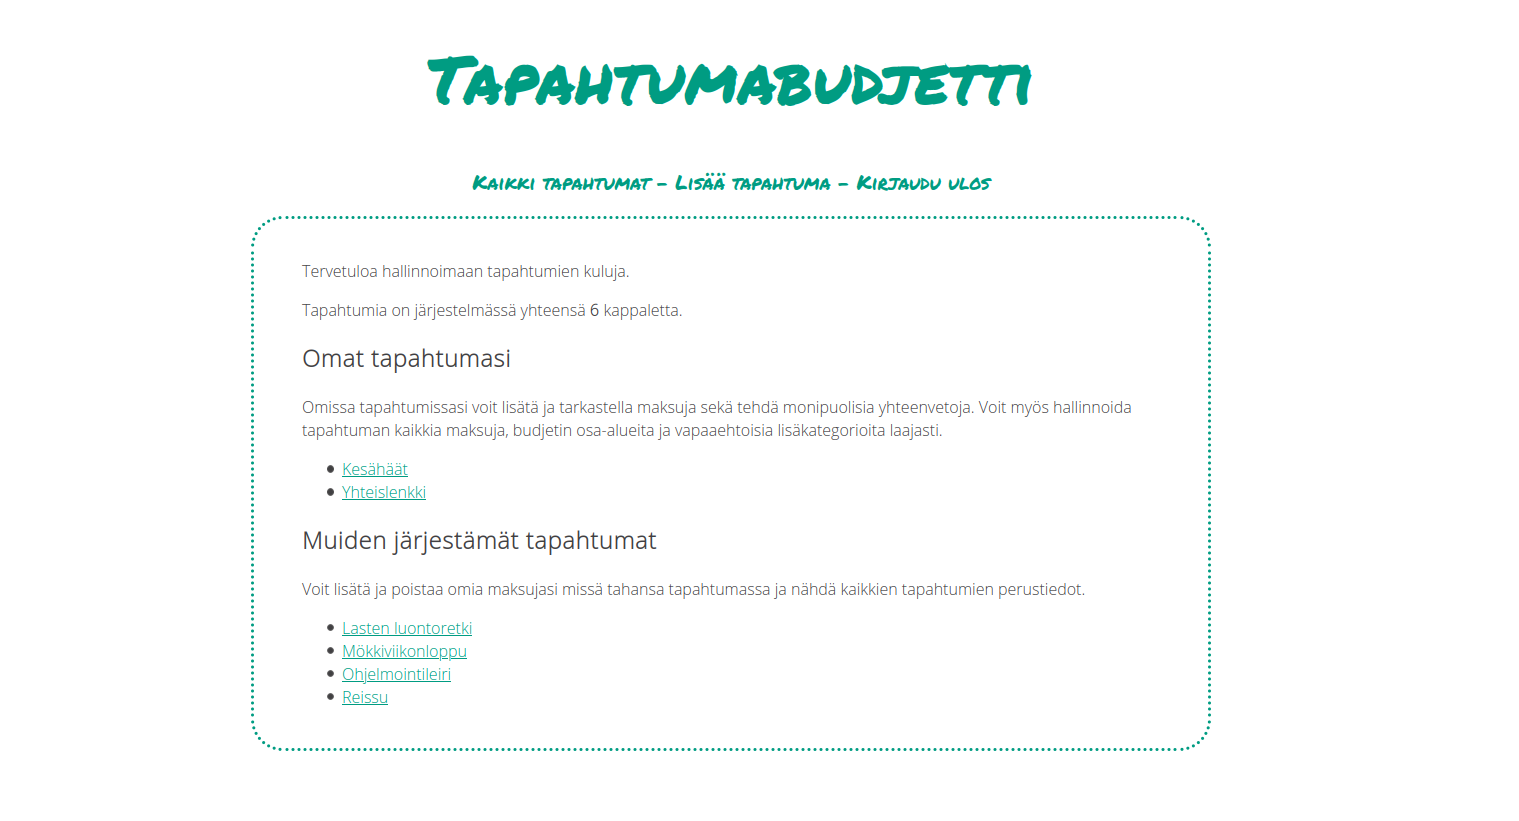 Tapahtumabudjetti
Kaikki tapahtumat - Lisää tapahtuma - Kirjaudu ulos
Tervetuloa hallinnoimaan tapahtumien kuluja.
Tapahtumia on järjestelmässä yhteensä 6 kappaletta.
Omat tapahtumasi
Omissa tapahtumissasi voit lisätä ja tarkastella maksuja sekä tehdä monipuolisia yhteenvetoja. Voit myös hallinnoida
tapahtuman kaikkia maksuja, budjetin osa-alueita ja vapaaehtoisia lisäkategorioita laajasti.
Kesähäät
Yhteislenkki
Muiden järjestämät tapahtumat
Voit lisätä ja poistaa omia maksujasi missä tahansa tapahtumassa ja nähdä kaikkien tapahtumien perustiedot.
Lasten luontoretki
Mökkiviikonloppu
Ohjelmointileiri
Reissu